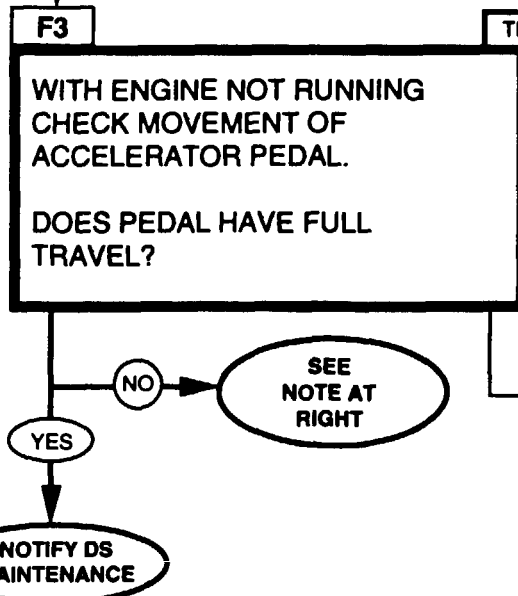 F3
WITH ENGINE NOT RUNNING
CHECK MOVEMENT OF
ACCELERATOR PEDAL.
DOES PEDAL HAVE FULL
TRAVEL?
NO
SEE
NOTE AT
RIGHT
YES
NOTIFY DS